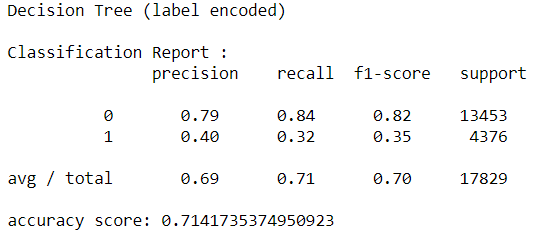 Decision Tree (label encoded)
Classification Report :
precision recall f1-score support
0 0.79 0.84 0.82 13453
1 0.40 0.32 0.35 4376
avg / total 0.69 0.71 0.70 17829
accuracy score: 0.7141735374950923